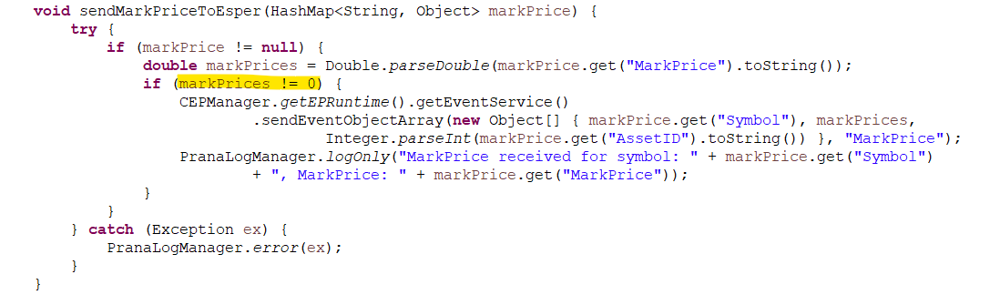 void sendMarkPriceToEsper(HashMap<String, Object> markPrice) {
try {
if (markPrice != null) {
double markPrices = Double.parseDouble(markPrice.get("MarkPrice").toString());
if (markPrices != 0) {
CEPManager.getEPRuntime().getEventService()
.sendEventObjectArray(new Object[] { markPrice.get("Symbol"), markPrices,
Integer.parseInt(markPrice.get("AssetID").toString()) }, "MarkPrice");
PranaLogManager.logOnly("MarkPrice received for symbol: " + markPrice.get("Symbol")
+ ", MarkPrice: " + markPrice.get("MarkPrice"));
}
}
} catch (Exception ex) {
PranaLogManager.error(ex);
}
}